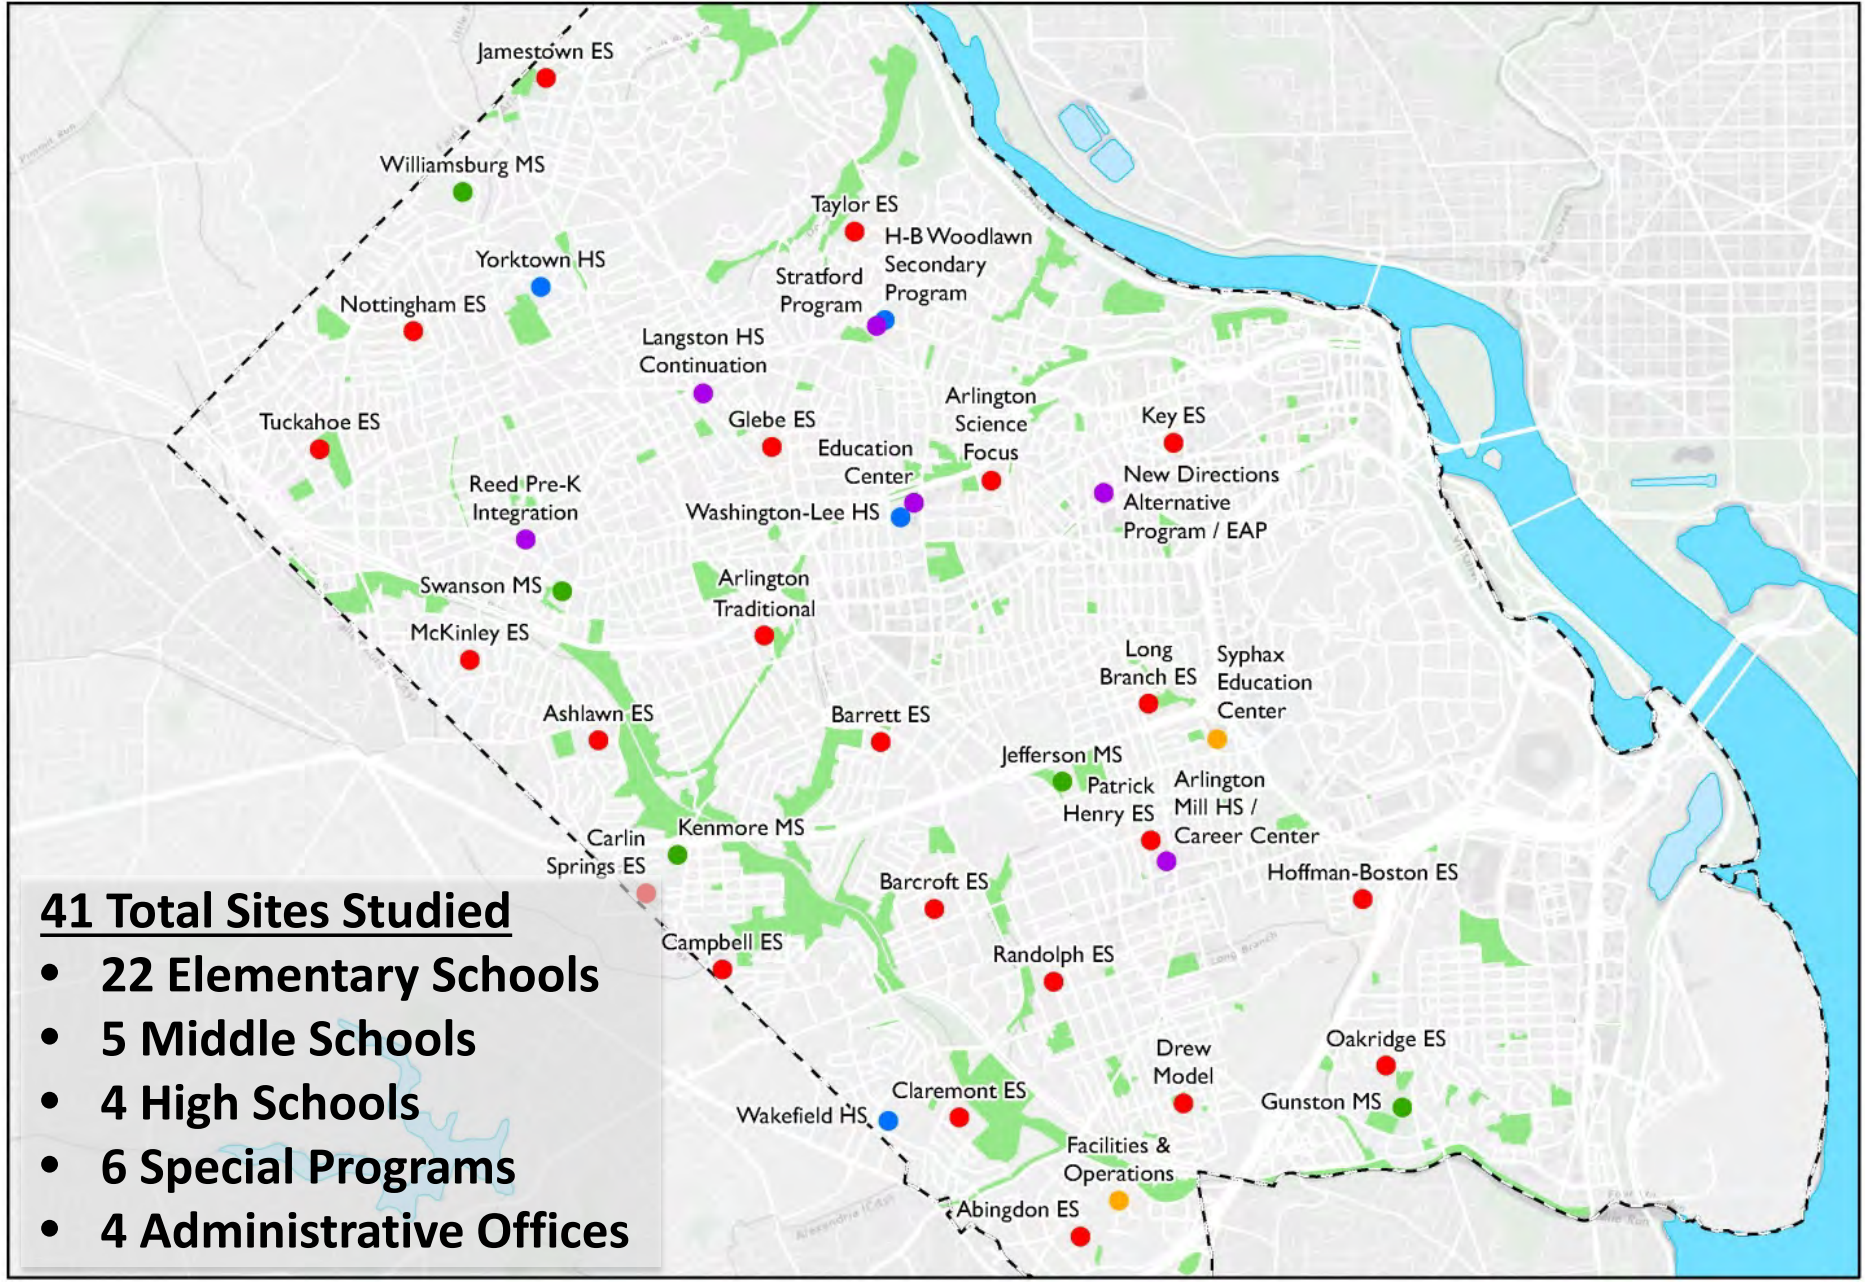 Jamestown ES
Williamsburg MS
Taylor ES
H-B Woodlawn
Secondary
Program
Stratford
Program
Yorktown HS
Nottingham ES
Langston HS
Continuation
Tuckahoe ES
Glebe ES
Arlington
Science
Focus
Key ES
Education
Center
New Directions
Alternative
Program / EAP
Reed Pre-K
Integration
Washington-Lee HS
Swanson MS
Arlington
Traditional
McKinley ES
Long
Branch ES
Syphax
Education
Center
Ashlawn ES
Barrett ES
Jefferson MS
Patrick
Henry ES
Arlington
Mill HS /
Career Center
Kenmore MS
Carlin
Springs ES
Barcroft ES
Hoffman-Boston ES
Campbell ES
Randolph ES
Long Branch
Oakridge ES
Drew
Model
Gunston MS
Claremont ES
Wakefield HS
Facilities &
Operations
Abingdon ES
Alexandria (City)
41 Total Sites Studied
• 22 Elementary Schools
• 5 Middle Schools
• 4 High Schools
• 6 Special Programs
• 4 Administrative Offices